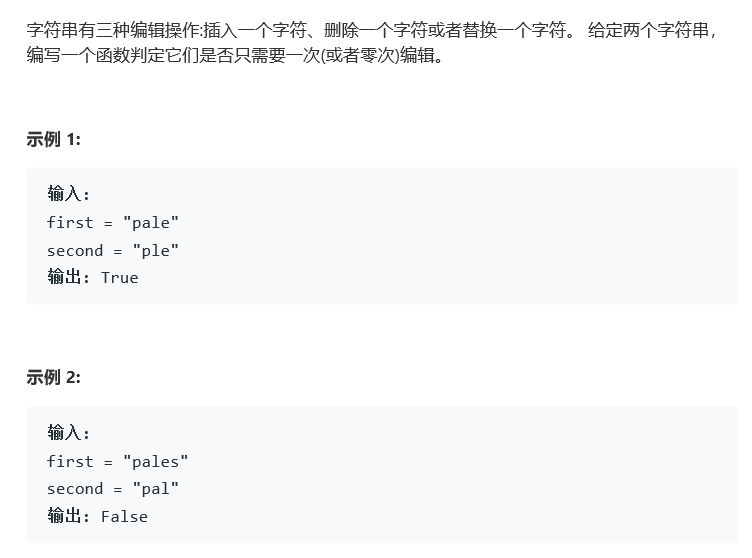 字符串有三种编辑操作:插入一个字符、删除一个字符或者替换一个字符。 给定两个字符串，
编写一个函数判定它们是否只需要一次(或者零次)编辑。
示例 1:
输入:
first = "pale"
second = "ple"
输出: True
示例 2:
输入:
first = "pales"
second = "pal"
输出: False